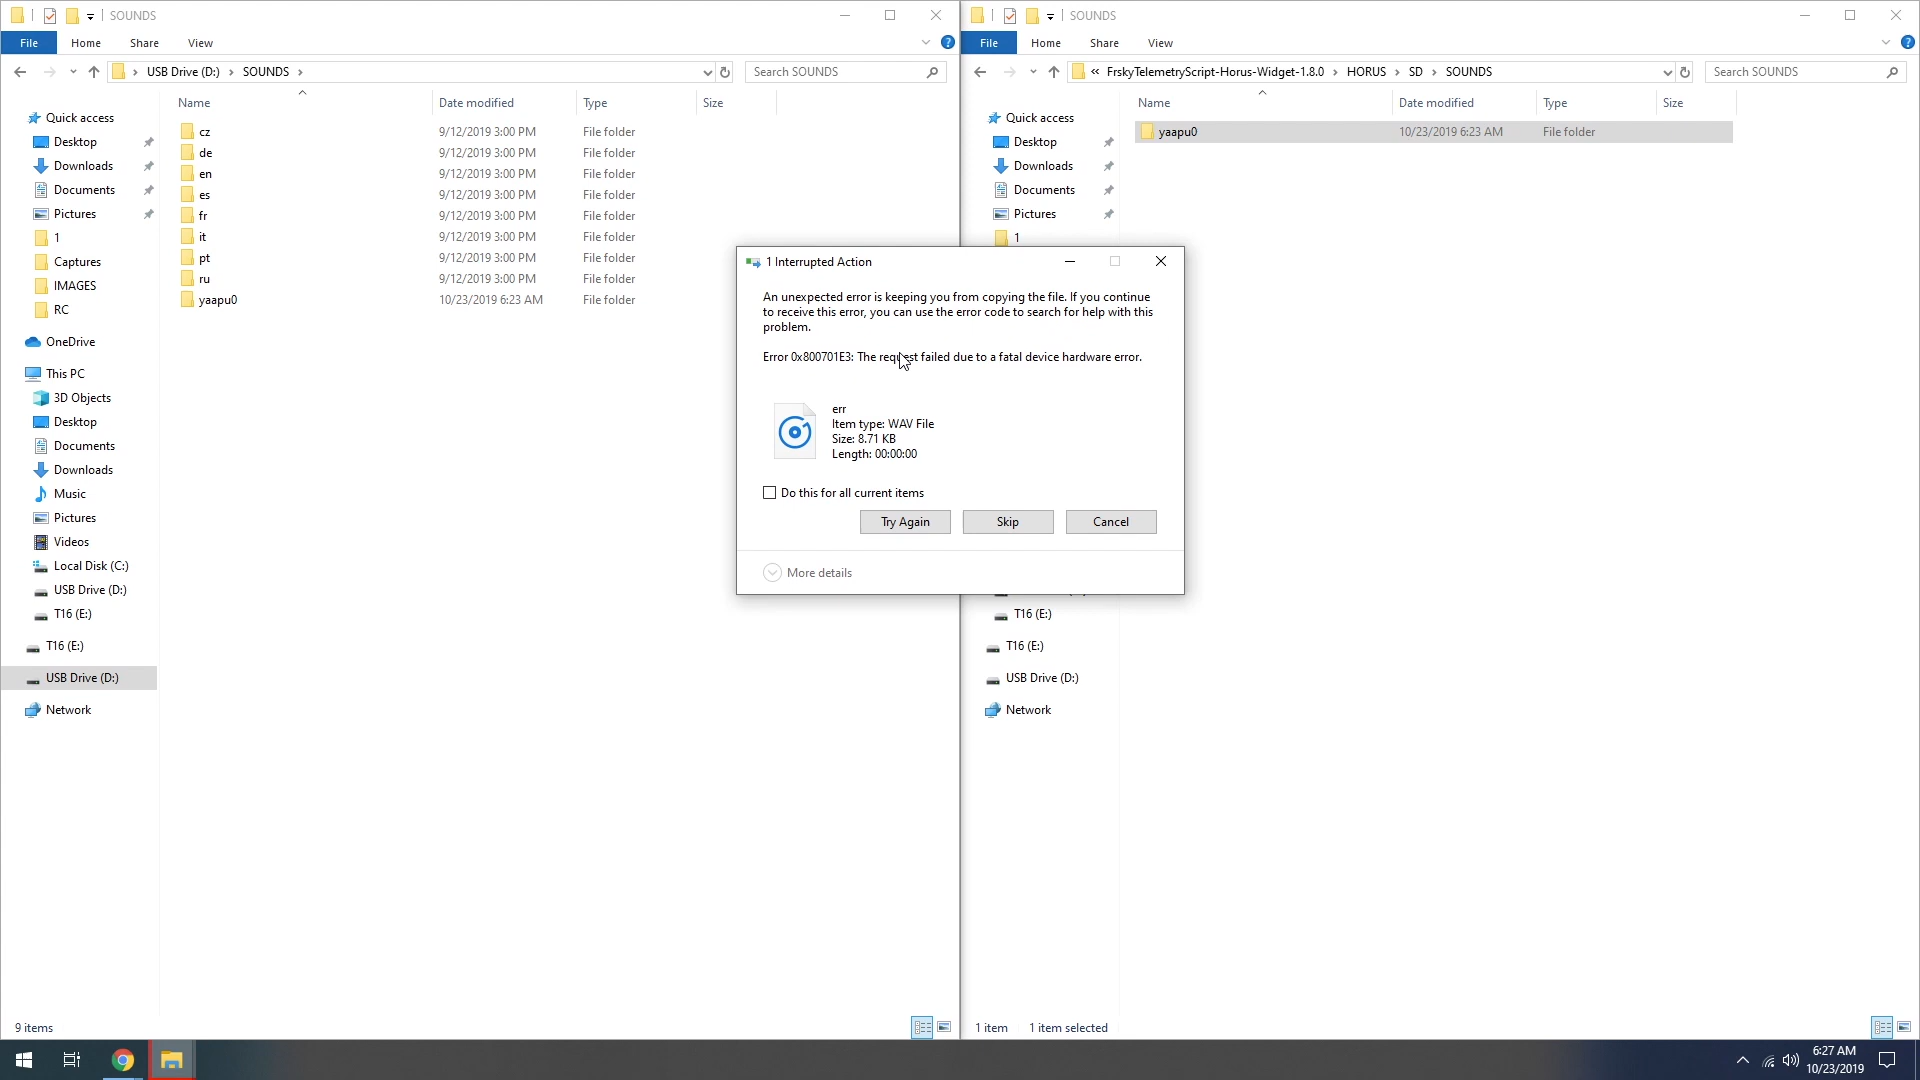 SOUNDS
File
Home
Share
View
USB Drive (D:)
SOUNDS
Search SOUNDS
Name
Date modified
Type
Size
Quick access
Desktop
Downloads
Documents
Pictures
1
Captures
IMAGES
RC
OneDrive
This PC
3D Objects
Desktop
Documents
Downloads
Music
Pictures
Videos
Local Disk (C:)
USB Drive (D:)
T16 (E:)
T16 (E:)
USB Drive (D:)
Network
cz 9/12/2019 3:00 PM File folder
de 9/12/2019 3:00 PM File folder
en 9/12/2019 3:00 PM File folder
es 9/12/2019 3:00 PM File folder
fr 9/12/2019 3:00 PM File folder
it 9/12/2019 3:00 PM File folder
pt 9/12/2019 3:00 PM File folder
ru 9/12/2019 3:00 PM File folder
yaapu0 10/23/2019 6:23 AM File folder
9 items
SOUNDS
File
Home
Share
View
« FrskyTelemetryScript-Horus-Widget-1.8.0
HORUS
SD
SOUNDS
Search SOUNDS
Name
Date modified
Type
Size
Quick access
Desktop
Downloads
Documents
Pictures
1
T16 (E:)
T16 (E:)
USB Drive (D:)
Network
yaapu0 10/23/2019 6:23 AM File folder
1 item
1 item selected
1 Interrupted Action
An unexpected error is keeping you from copying the file. If you continue
to receive this error, you can use the error code to search for help with this
problem.
Error 0x800701E3: The request failed due to a fatal device hardware error.
err
Item type: WAV File
Size: 8.71 KB
Length: 00:00:00
Do this for all current items
Try Again
Skip
Cancel
More details
6:27 AM
10/23/2019